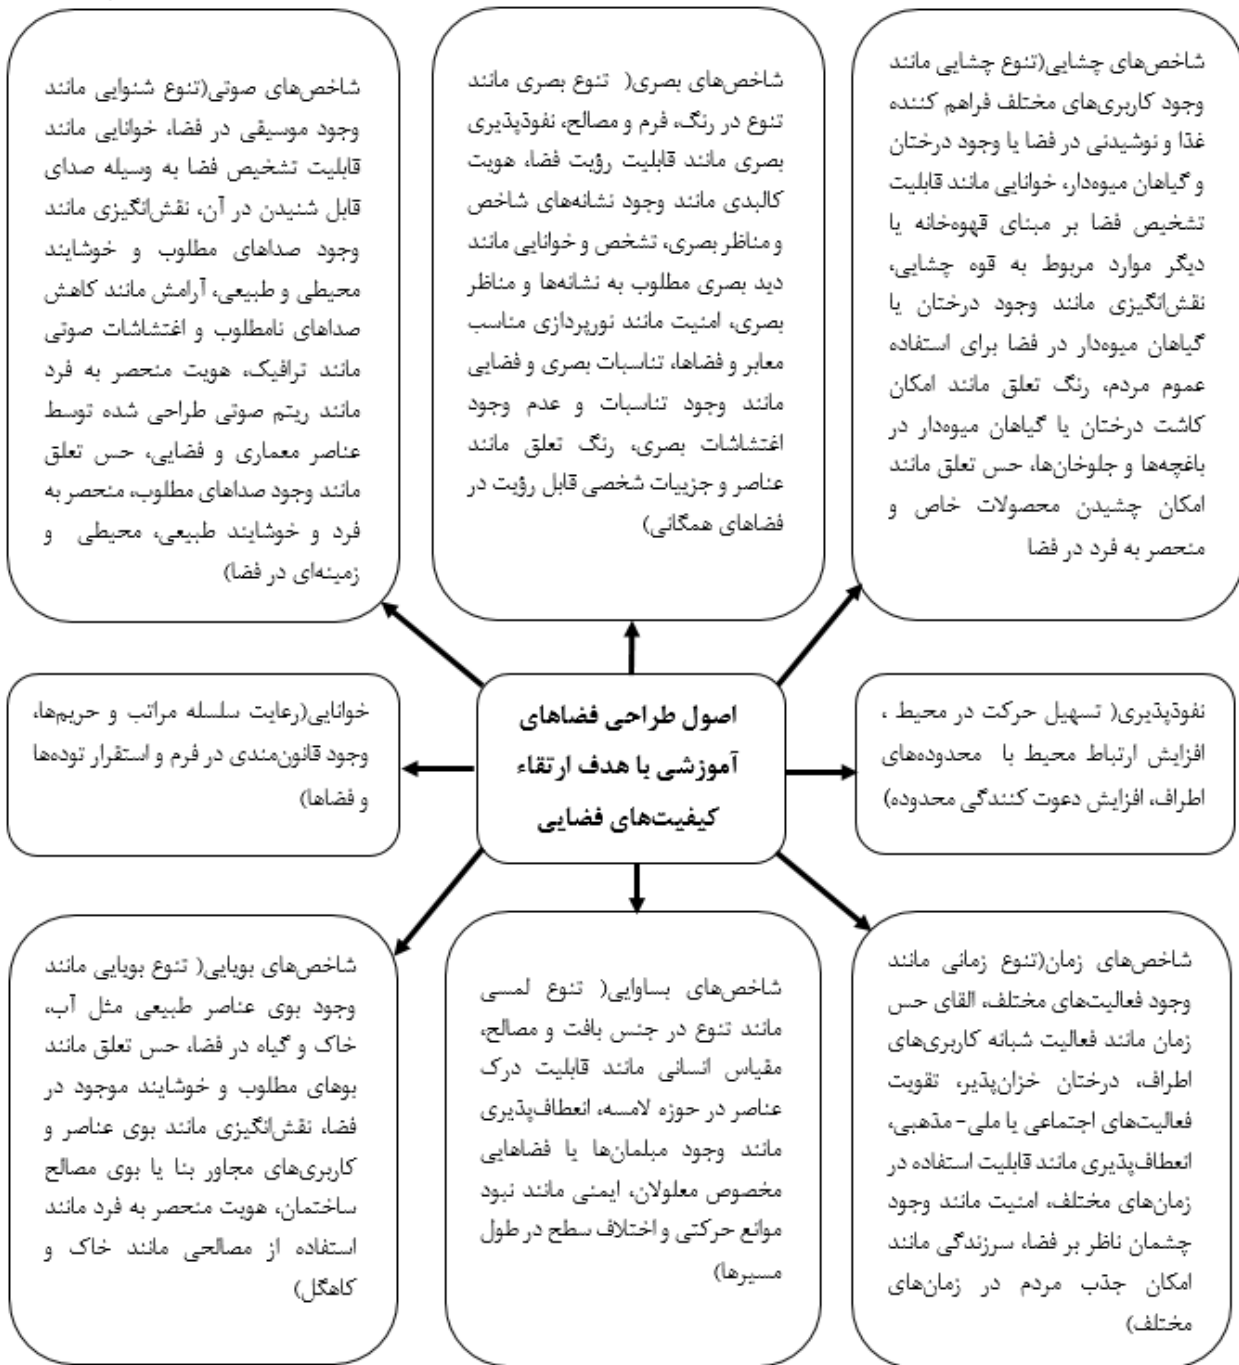 شاخص‌های چشایی(تنوع چشایی مانند
وجود کاربری‌های مختلف فراهم کننده
غذا و نوشیدنی در فضا یا وجود درختان
و گیاهان میوه‌دار، خوانایی مانند قابلیت
تشخیص فضا بر مبنای قهوه‌خانه یا
دیگر موارد مربوط به قوه چشایی،
نقش‌انگیزی مانند وجود درختان یا
گیاهان میوه‌دار در فضا برای استفاده
عموم مردم، رنگ تعلق مانند امکان
کاشت درختان یا گیاهان میوه‌دار در
باغچه‌ها و جلوخان‌ها، حس تعلق مانند
امکان چشیدن محصولات خاص و
منحصر به فرد در فضا
شاخص‌های بصری( تنوع بصری مانند
تنوع در رنگ، فرم و مصالح، نفوذپذیری
بصری مانند قابلیت رؤیت فضا، هویت
کالبدی مانند وجود نشانه‌های شاخص
و مناظر بصری، تشخص و خوانایی مانند
دید بصری مطلوب به نشانه‌ها و مناظر
بصری، امنیت مانند نورپردازی مناسب
معابر و فضاها، تناسبات بصری و فضایی
مانند وجود تناسبات و عدم وجود
اغتشاشات بصری، رنگ تعلق مانند
عناصر و جزییات شخصی قابل رؤیت در
فضاهای همگانی)
شاخص‌های صوتی(تنوع شنوایی مانند
وجود موسیقی در فضا، خوانایی مانند
قابلیت تشخیص فضا به وسیله صدای
قابل شنیدن در آن، نقش‌انگیزی مانند
وجود صداهای مطلوب و خوشایند
محیطی و طبیعی، آرامش مانند کاهش
صداهای نامطلوب و اغتشاشات صوتی
مانند ترافیک، هویت منحصر به فرد
مانند ریتم صوتی طراحی شده توسط
عناصر معماری و فضایی، حس تعلق
مانند وجود صداهای مطلوب، منحصر به
فرد و خوشایند طبیعی، محیطی و
زمینه‌ای در فضا)
نفوذپذیری( تسهیل حرکت در محیط ،
افزایش ارتباط محیط با محدوده‌های
اطراف، افزایش دعوت کنندگی محدوده)
اصول طراحی فضاهای
آموزشی با هدف ارتقاء
کیفیت‌های فضایی
خوانایی(رعایت سلسله مراتب و حریم‌ها،
وجود قانون‌مندی در فرم و استقرار توده‌ها
و فضاها)
شاخص‌های زمان(تنوع زمانی مانند
وجود فعالیت‌های مختلف، القای حس
زمان مانند فعالیت شبانه کاربری‌های
اطراف، درختان خزان‌پذیر، تقویت
فعالیت‌های اجتماعی یا ملی- مذهبی،
انعطاف‌پذیری مانند قابلیت استفاده در
زمان‌های مختلف، امنیت مانند وجود
چشمان ناظر بر فضا، سرزندگی مانند
امکان جذب مردم در زمان‌های
مختلف)
شاخص‌های بساوایی( تنوع لمسی
مانند تنوع در جنس بافت و مصالح،
مقیاس انسانی مانند قابلیت درک
عناصر در حوزه لامسه، انعطاف‌پذیری
مانند وجود مبلمان‌ها یا فضاهایی
مخصوص معلولان، ایمنی مانند نبود
موانع حرکتی و اختلاف سطح در طول
مسیرها)
شاخص‌های بویایی( تنوع بویایی مانند
وجود بوی عناصر طبیعی مثل آب،
خاک و گیاه در فضا، حس تعلق مانند
بوهای مطلوب و خوشایند موجود در
فضا، نقش‌انگیزی مانند بوی عناصر و
کاربری‌های مجاور بنا یا بوی مصالح
ساختمان، هویت منحصر به فرد مانند
استفاده از مصالحی مانند خاک و
کاهگل)